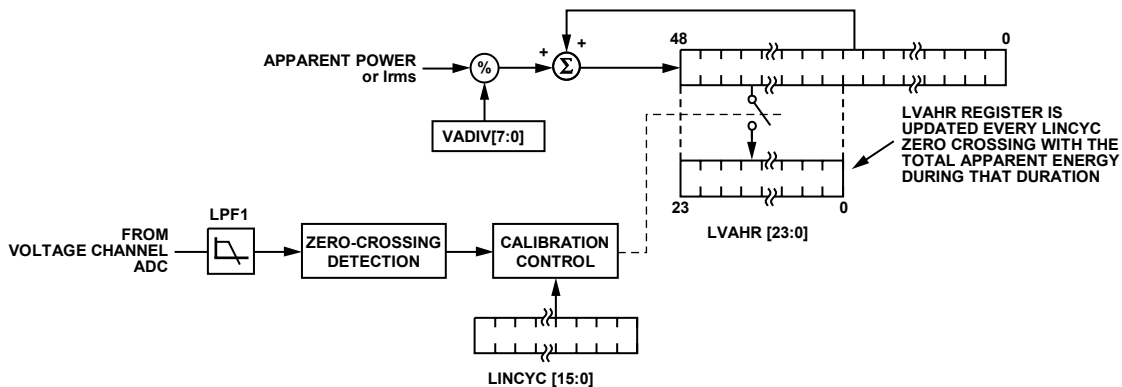 48
0
+
+
APPARENT POWER
or Irms
%
Σ
VADIV[7:0]
LVAHR REGISTER IS
UPDATED EVERY LINCYC
ZERO CROSSING WITH THE
TOTAL APPARENT ENERGY
DURING THAT DURATION
23
0
LVAHR [23:0]
LPF1
FROM
VOLTAGE CHANNEL
ADC
ZERO-CROSSING
DETECTION
CALIBRATION
CONTROL
LINCYC [15:0]